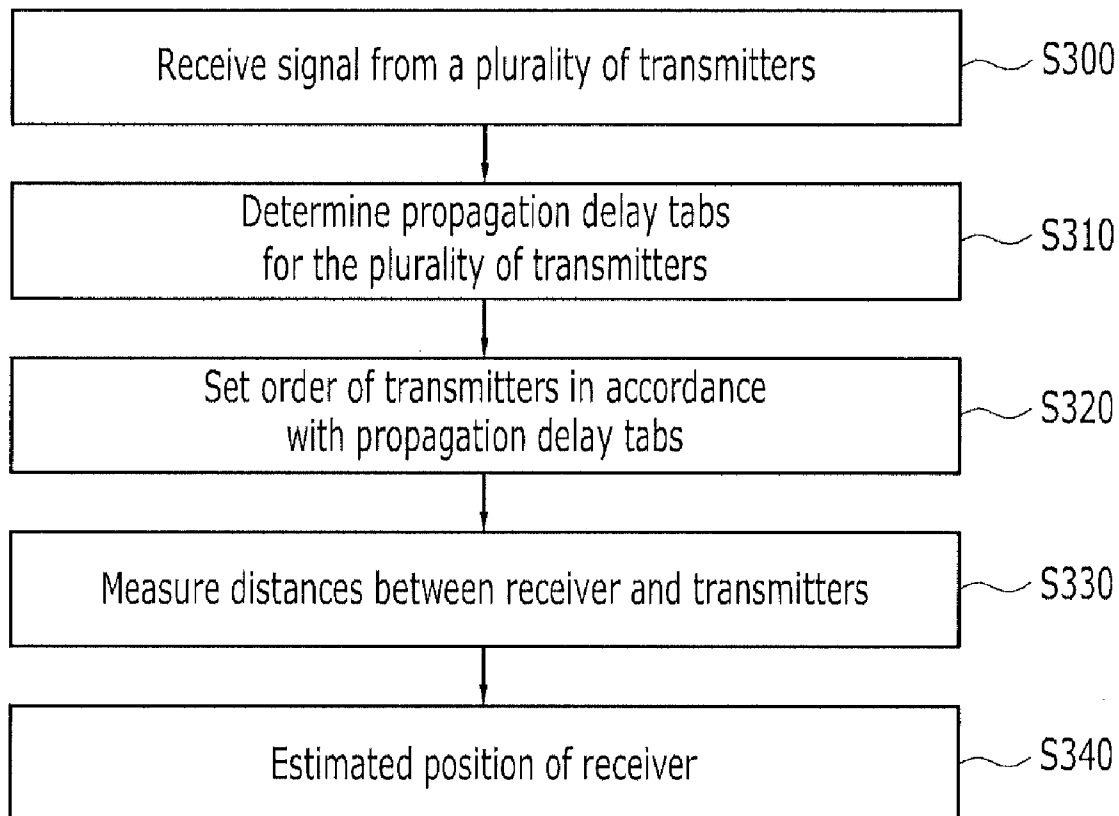 Receive signal from a plurality of transmitters
S300
Determine propagation delay tabs
for the plurality of transmitters
S310
Set order of transmitters in accordance
with propagation delay tabs
S320
Measure distances between receiver and transmitters
S330
Estimated position of receiver
S340